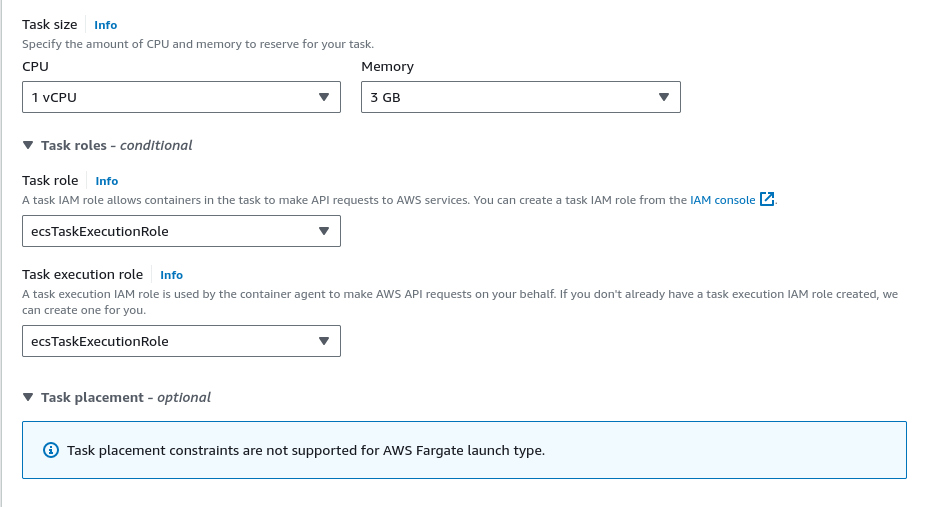 Task size Info
Specify the amount of CPU and memory to reserve for your task.
CPU Memory
1 vCPU 3 GB
Task roles - conditional
Task role Info
A task IAM role allows containers in the task to make API requests to AWS services. You can create a task IAM role from the IAM console.
ecsTaskExecutionRole
Task execution role Info
A task execution IAM role is used by the container agent to make AWS API requests on your behalf. If you don't already have a task execution IAM role created, we
can create one for you.
ecsTaskExecutionRole
Task placement - optional
Task placement constraints are not supported for AWS Fargate launch type.